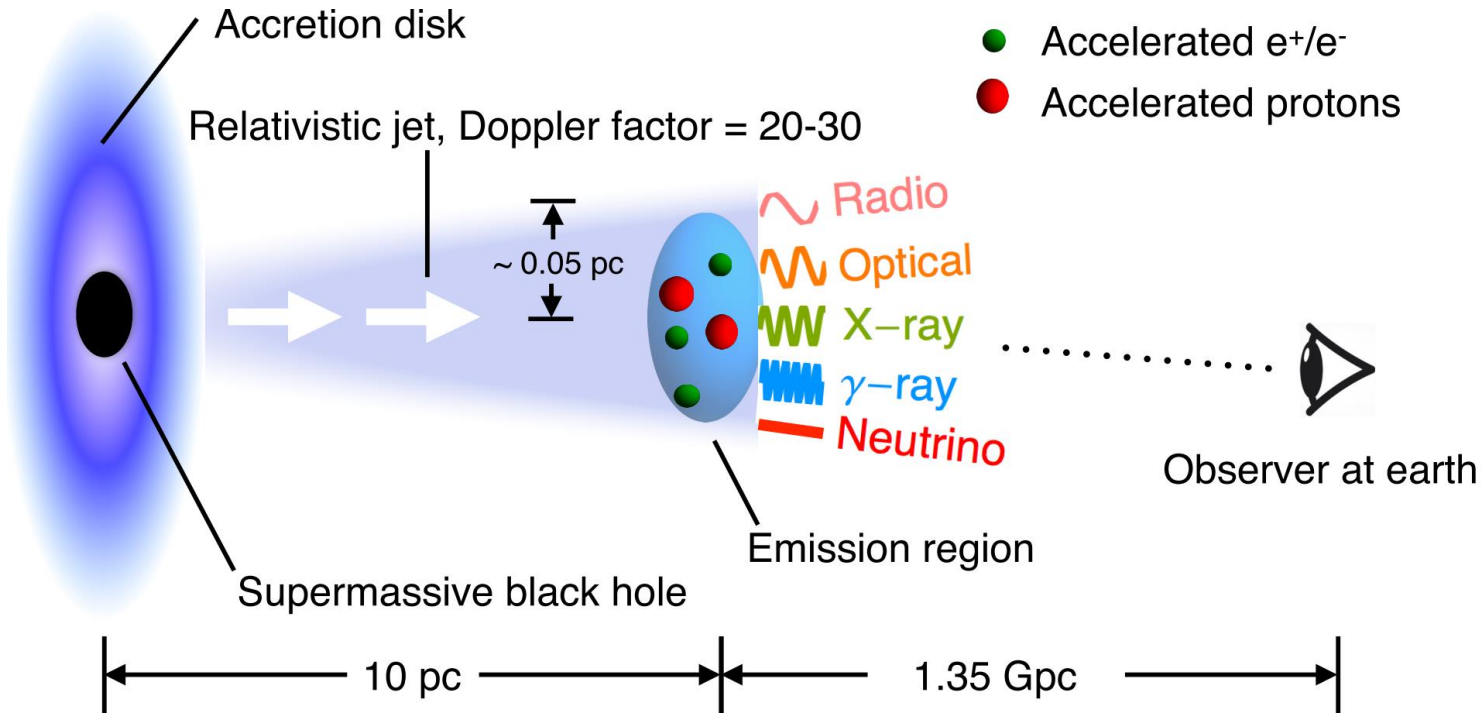 Accretion disk
Accelerated e⁺/e⁻
Accelerated protons
Relativistic jet, Doppler factor = 20-30
~ 0.05 pc
Radio
Optical
X−ray
γ−ray
Neutrino
Observer at earth
Emission region
Supermassive black hole
10 pc
1.35 Gpc